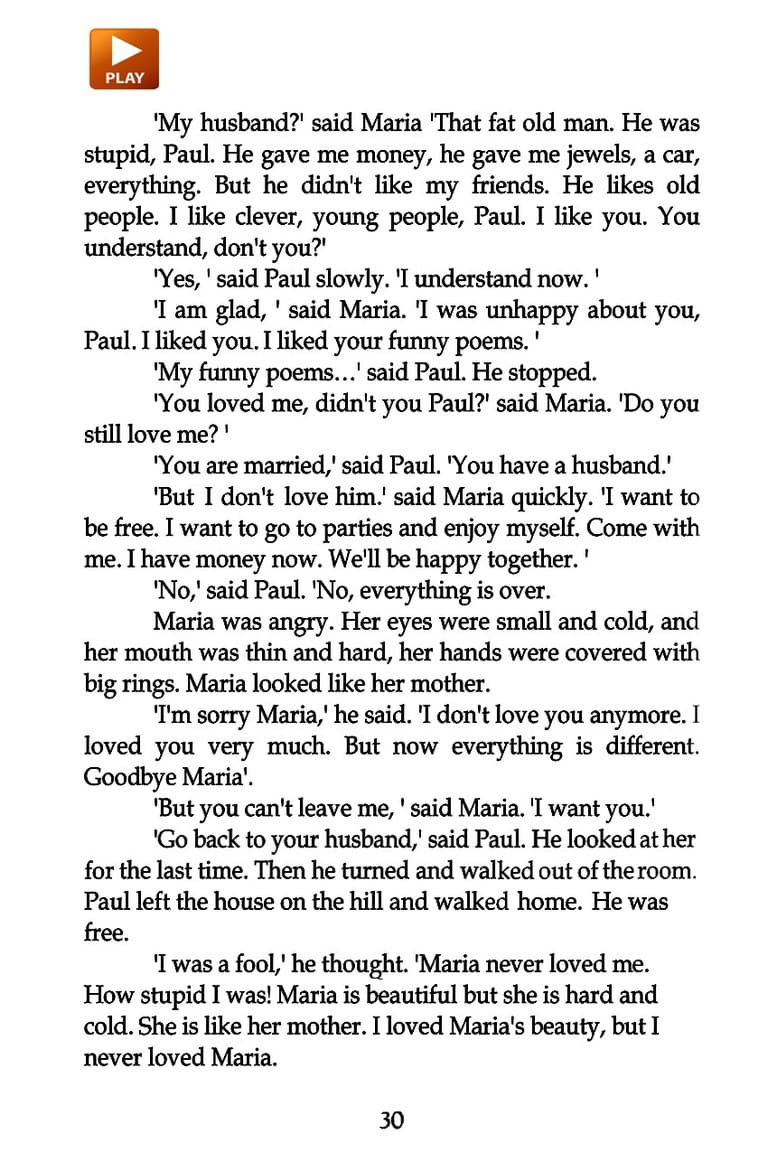 PLAY
'My husband?' said Maria 'That fat old man. He was
stupid, Paul. He gave me money, he gave me jewels, a car,
everything. But he didn't like my friends. He likes old
people. I like clever, young people, Paul. I like you. You
understand, don't you?'
'Yes, ' said Paul slowly. 'I understand now. '
'I am glad, ' said Maria. 'I was unhappy about you,
Paul. I liked you. I liked your funny poems. '
'My funny poems…' said Paul. He stopped.
'You loved me, didn't you Paul?' said Maria. 'Do you
still love me? '
'You are married,' said Paul. 'You have a husband.'
'But I don't love him.' said Maria quickly. 'I want to
be free. I want to go to parties and enjoy myself. Come with
me. I have money now. We'll be happy together. '
'No,' said Paul. 'No, everything is over.
Maria was angry. Her eyes were small and cold, and
her mouth was thin and hard, her hands were covered with
big rings. Maria looked like her mother.
'I'm sorry Maria,' he said. 'I don't love you anymore. I
loved you very much. But now everything is different.
Goodbye Maria'.
'But you can't leave me, ' said Maria. 'I want you.'
'Go back to your husband,' said Paul. He looked at her
for the last time. Then he turned and walked out of the room.
Paul left the house on the hill and walked home. He was
free.
'I was a fool,' he thought. 'Maria never loved me.
How stupid I was! Maria is beautiful but she is hard and
cold. She is like her mother. I loved Maria's beauty, but I
never loved Maria.
30